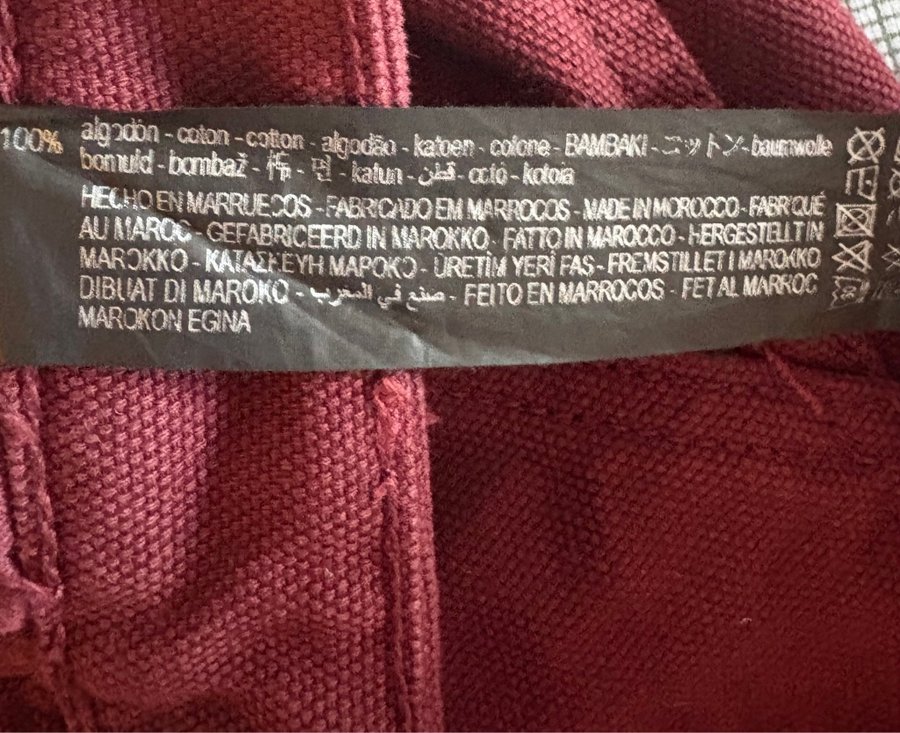 100% algodón - coton - cotton - algodão - katoen - cotone - BAMBAKI - コットン - baumwolle
bomuld - bombaž - 棉 - 면 - katun - قطن - cotó - kotoia
HECHO EN MARRUECOS - FABRICADO EM MARROCOS - MADE IN MOROCCO - FABRIQUÉ
AU MAROC - GEFABRICEERD IN MAROKKO - FATTO IN MAROCCO - HERGESTELLT IN
MAROKKO - ΚΑΤΑΣΚΕΥΗ ΜΑΡΟΚΟ - ÜRETİM YERİ FAS - FREMSTILLET I MAROKKO
DIBUAT DI MAROKO - صنع في المغرب - FEITO EN MARROCOS - FET AL MARROC
MAROKON EGINA